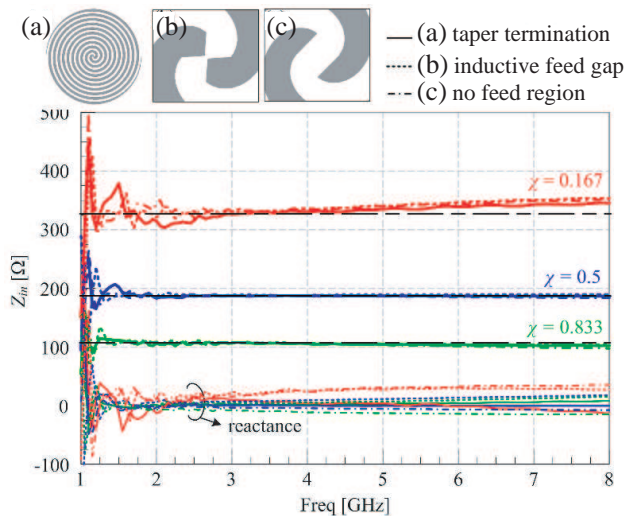 (a)
(b)
(c)
(a) taper termination
(b) inductive feed gap
(c) no feed region
500
400
300
200
100
0
-100
Z_in [Ω]
χ = 0.167
χ = 0.5
χ = 0.833
reactance
1
2
3
4
5
6
7
8
Freq [GHz]